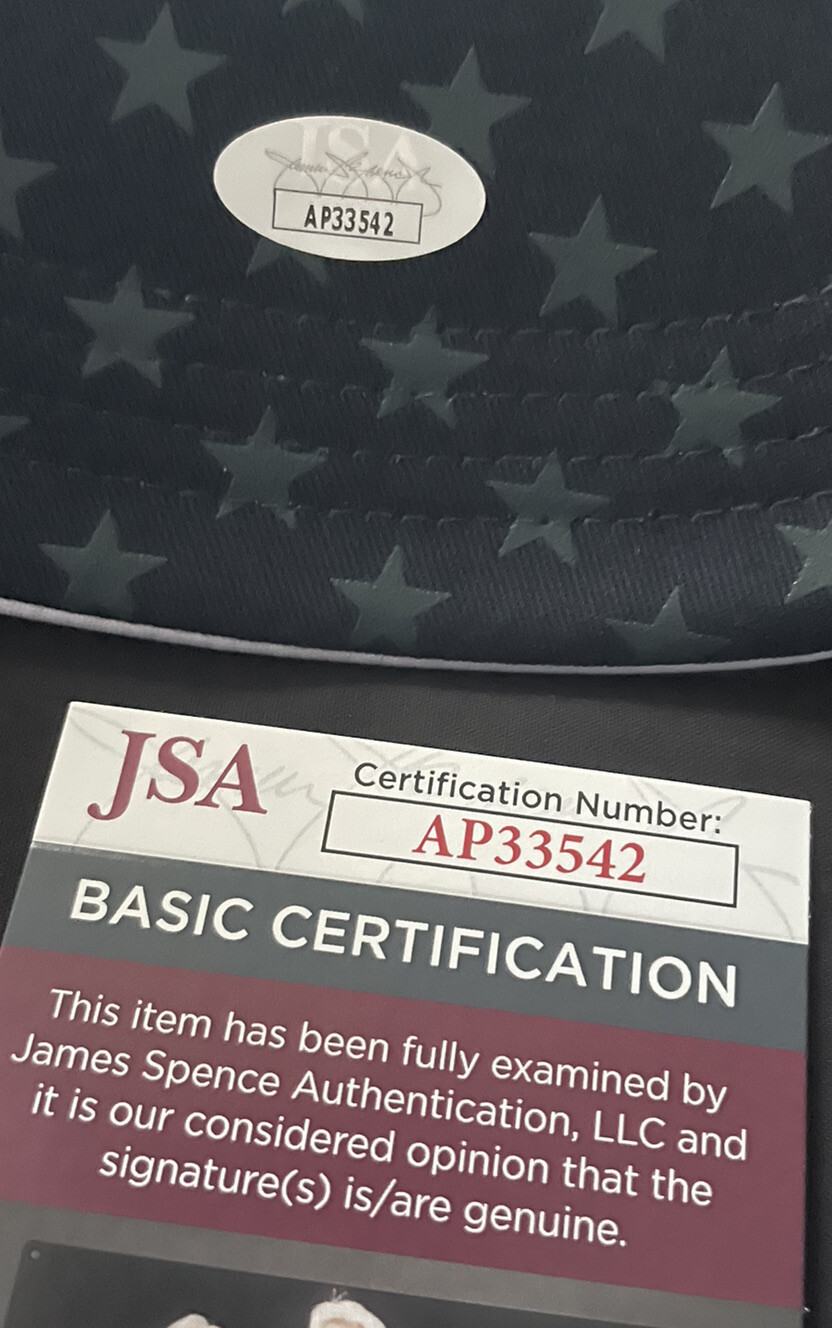 JSA
AP33542
JSA
Certification Number:
AP33542
BASIC CERTIFICATION
This item has been fully examined by
James Spence Authentication, LLC and
it is our considered opinion that the
signature(s) is/are genuine.